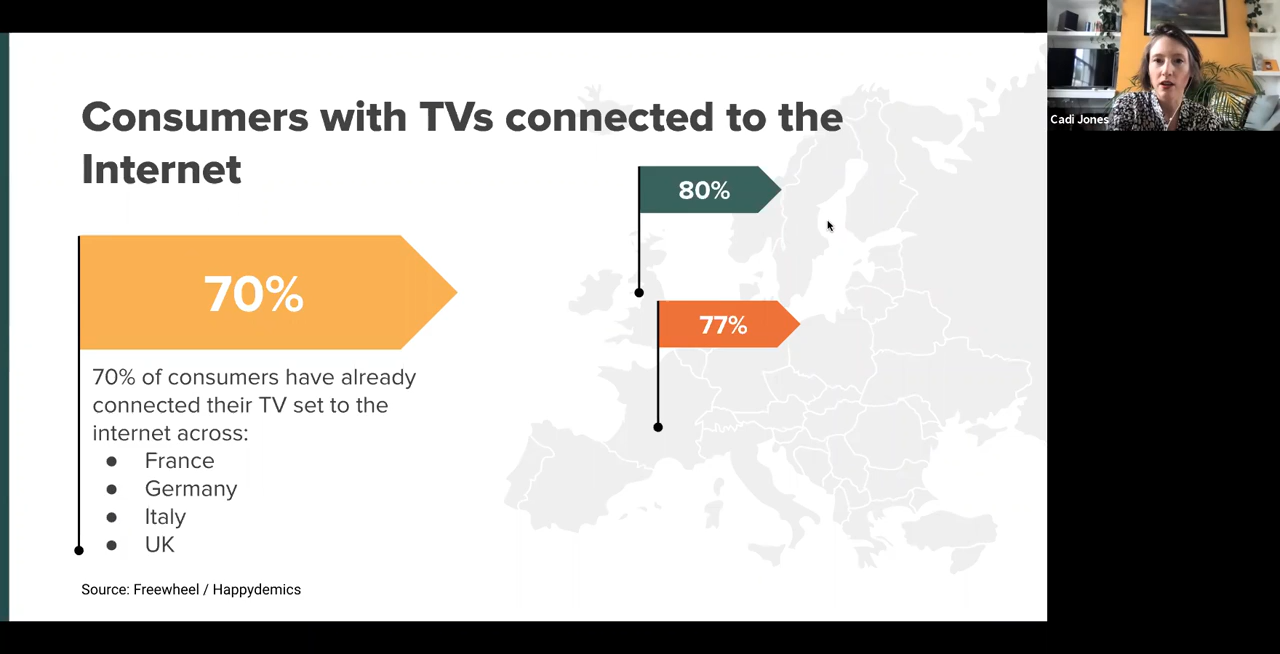 Consumers with TVs connected to the
Internet
80%
70%
77%
70% of consumers have already
connected their TV set to the
internet across:
● France
● Germany
● Italy
● UK
Source: Freewheel / Happydemics
Cadi Jones